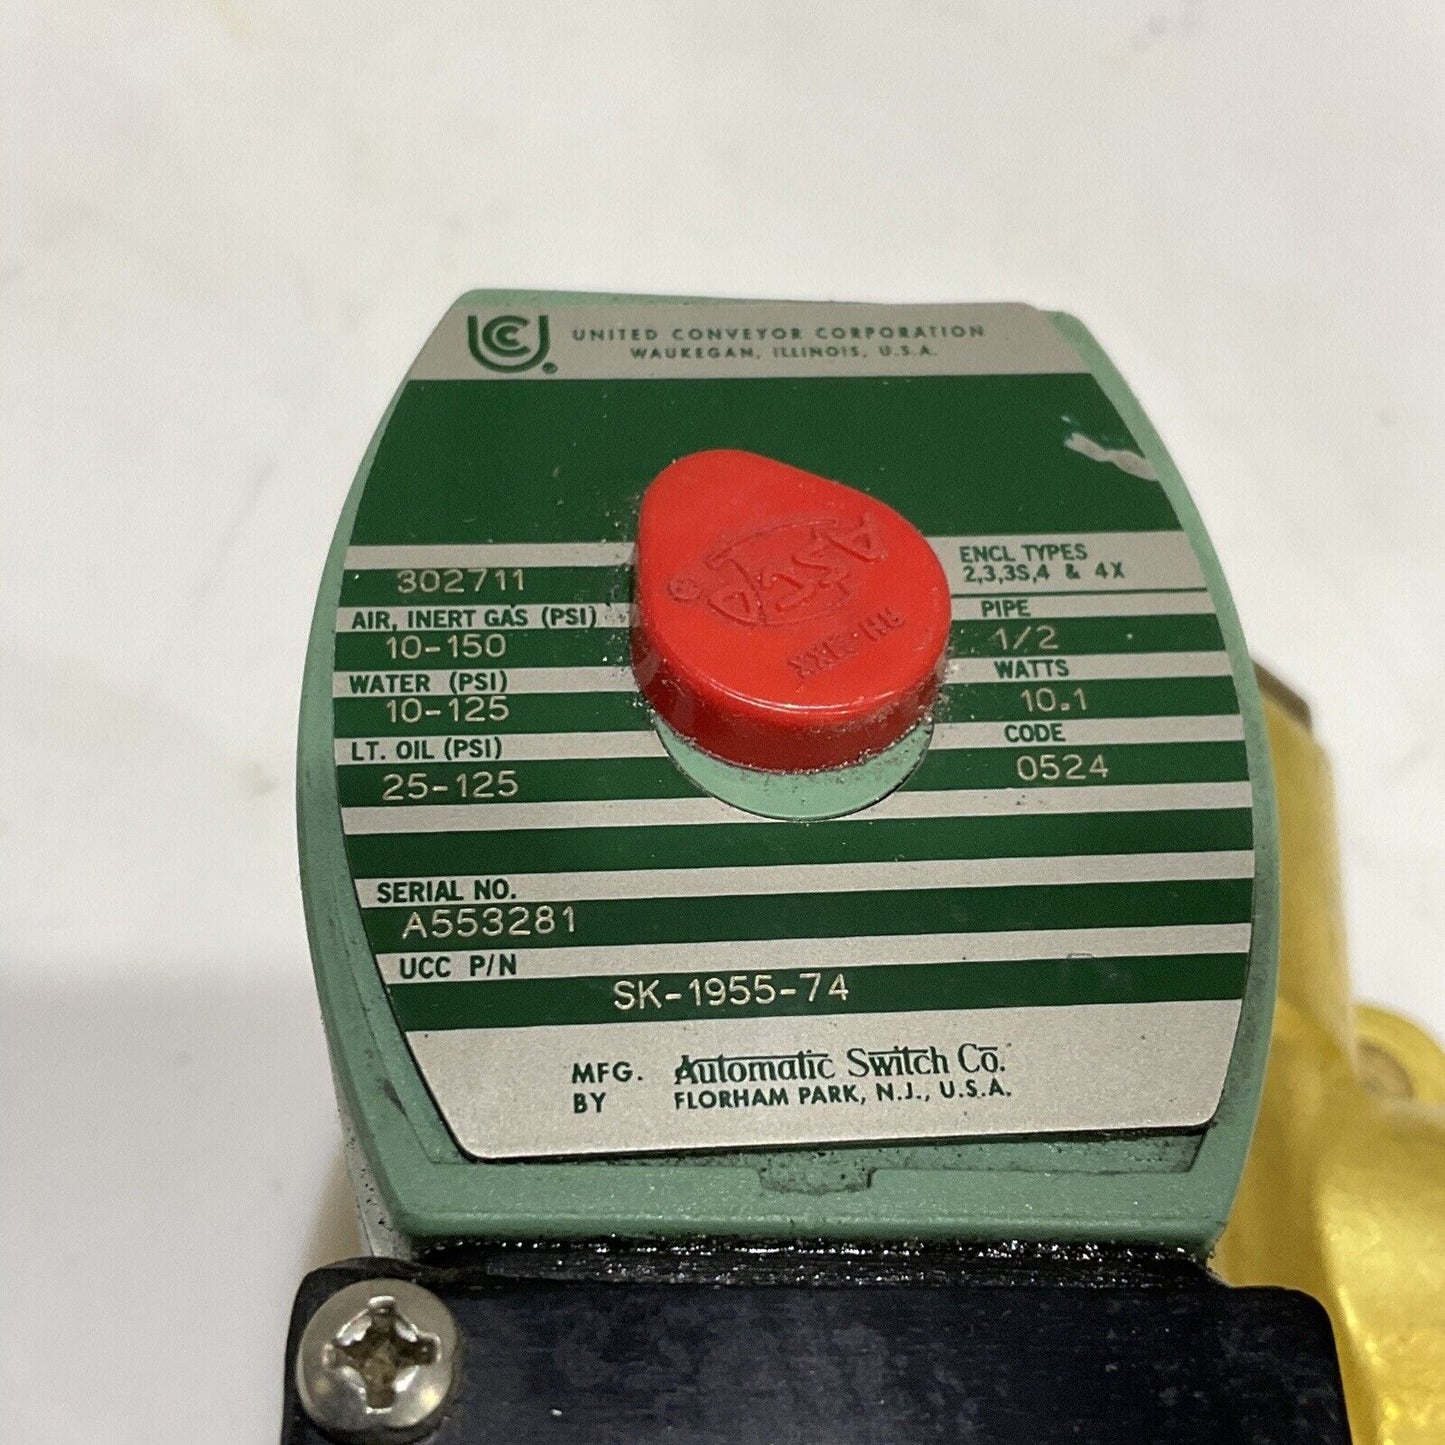 UCC
UNITED CONVEYOR CORPORATION
WAUKEGAN, ILLINOIS, U.S.A.
302711
AIR, INERT GAS (PSI)
10-150
WATER (PSI)
10-125
LT. OIL (PSI)
25-125
ASCA ®
ENCL TYPES
2,3,3S,4 & 4X
PIPE
1/2
WATTS
10.1
CODE
0524
SERIAL NO.
A553281
UCC P/N
SK-1955-74
MFG. BY
Automatic Switch Co.
FLORHAM PARK, N.J., U.S.A.